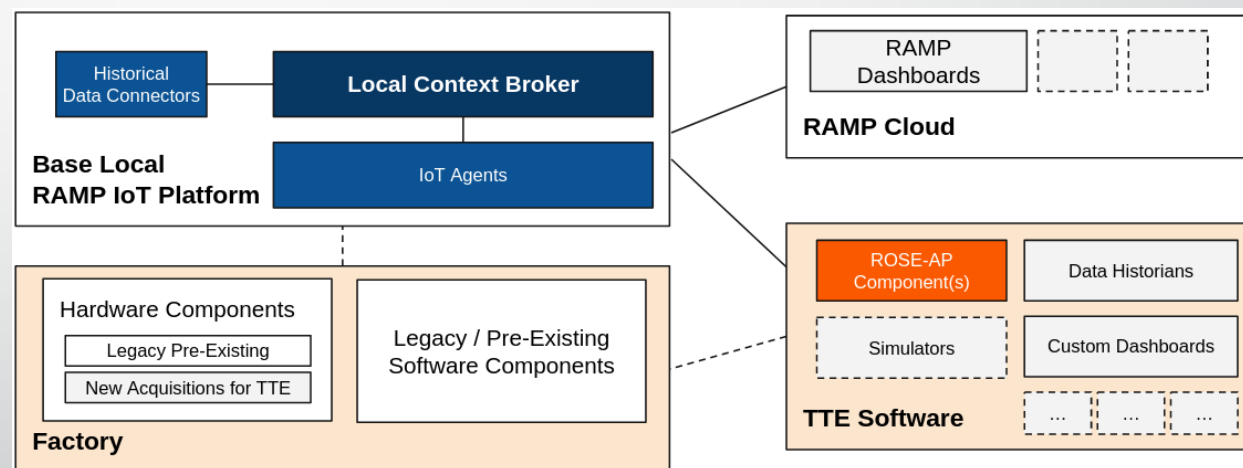 Historical
Data Connectors
Local Context Broker
IoT Agents
Base Local
RAMP IoT Platform
RAMP
Dashboards
RAMP Cloud
Hardware Components
Legacy Pre-Existing
New Acquisitions for TTE
Legacy / Pre-Existing
Software Components
Factory
ROSE-AP
Component(s)
Data Historians
Simulators
Custom Dashboards
... ... ...
TTE Software